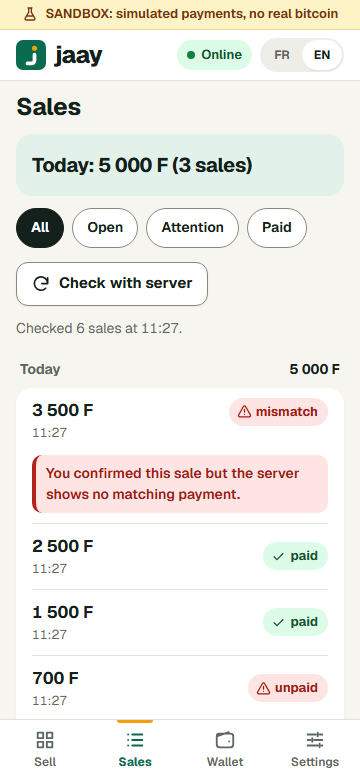 SANDBOX: simulated payments, no real bitcoin
jaay
Online
FR
EN
Sales
Today: 5 000 F (3 sales)
All
Open
Attention
Paid
Check with server
Checked 6 sales at 11:27.
Today
5 000 F
3 500 F
mismatch
11:27
You confirmed this sale but the server
shows no matching payment.
2 500 F
paid
11:27
1 500 F
paid
11:27
700 F
unpaid
11:27
Sell
Sales
Wallet
Settings